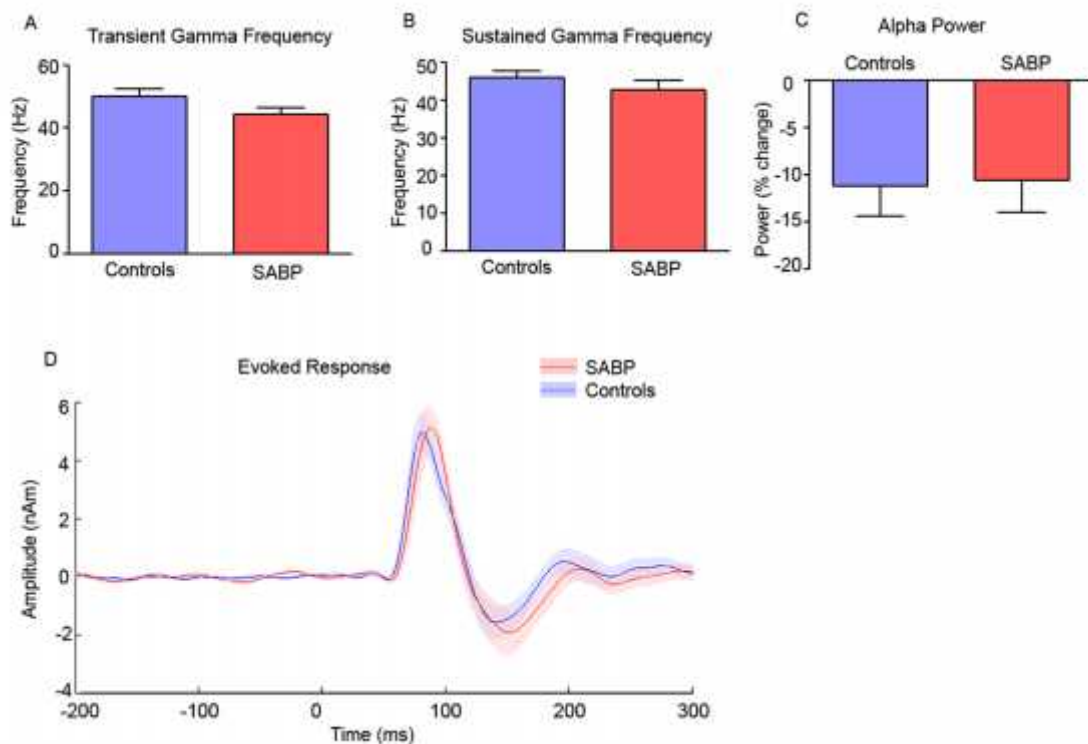 A
Transient Gamma Frequency
60
40
20
0
Frequency (Hz)
Controls
SABP
B
Sustained Gamma Frequency
50
40
30
20
10
0
Frequency (Hz)
Controls
SABP
C
Alpha Power
Controls
SABP
0
-5
-10
-15
-20
Power (% change)
D
Evoked Response
SABP
Controls
6
4
2
0
-2
-4
Amplitude (nAm)
-200
-100
0
100
200
300
Time (ms)